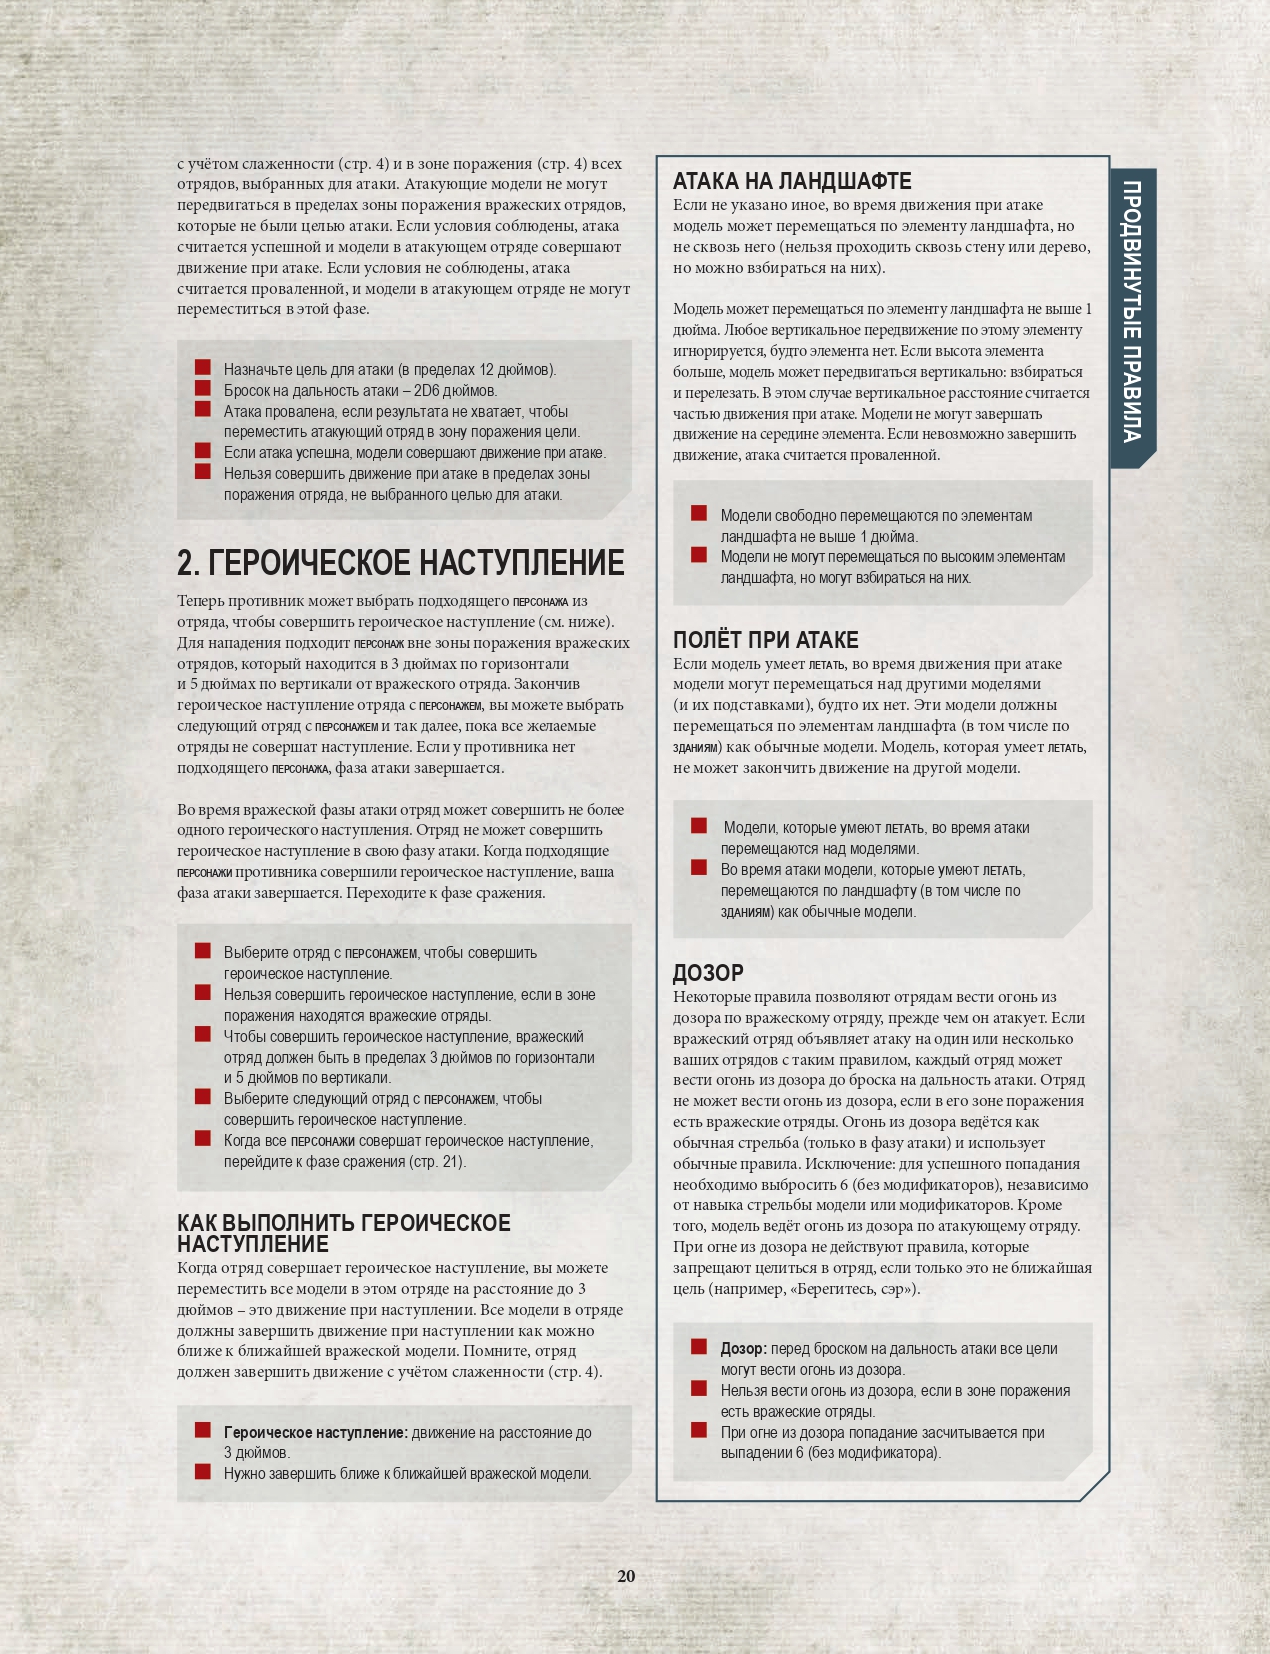 с учётом слаженности (стр. 4) и в зоне поражения (стр. 4) всех
отрядов, выбранных для атаки. Атакующие модели не могут
передвигаться в пределах зоны поражения вражеских отрядов,
которые не были целью атаки. Если условия соблюдены, атака
считается успешной и модели в атакующем отряде совершают
движение при атаке. Если условия не соблюдены, атака
считается проваленной, и модели в атакующем отряде не могут
переместиться в этой фазе.
Назначьте цель для атаки (в пределах 12 дюймов).
Бросок на дальность атаки – 2D6 дюймов.
Атака провалена, если результата не хватает, чтобы
переместить атакующий отряд в зону поражения цели.
Если атака успешна, модели совершают движение при атаке.
Нельзя совершить движение при атаке в пределах зоны
поражения отряда, не выбранного целью для атаки.
2. ГЕРОИЧЕСКОЕ НАСТУПЛЕНИЕ
Теперь противник может выбрать подходящего ПЕРСОНАЖА из
отряда, чтобы совершить героическое наступление (см. ниже).
Для нападения подходит ПЕРСОНАЖ вне зоны поражения вражеских
отрядов, который находится в 3 дюймах по горизонтали
и 5 дюймах по вертикали от вражеского отряда. Закончив
героическое наступление отряда с ПЕРСОНАЖЕМ, вы можете выбрать
следующий отряд с ПЕРСОНАЖЕМ и так далее, пока все желаемые
отряды не совершат наступление. Если у противника нет
подходящего ПЕРСОНАЖА, фаза атаки завершается.
Во время вражеской фазы атаки отряд может совершить не более
одного героического наступления. Отряд не может совершить
героическое наступление в свою фазу атаки. Когда подходящие
ПЕРСОНАЖИ противника совершили героическое наступление, ваша
фаза атаки завершается. Переходите к фазе сражения.
Выберите отряд с ПЕРСОНАЖЕМ, чтобы совершить
героическое наступление.
Нельзя совершить героическое наступление, если в зоне
поражения находятся вражеские отряды.
Чтобы совершить героическое наступление, вражеский
отряд должен быть в пределах 3 дюймов по горизонтали
и 5 дюймов по вертикали.
Выберите следующий отряд с ПЕРСОНАЖЕМ, чтобы
совершить героическое наступление.
Когда все ПЕРСОНАЖИ совершат героическое наступление,
перейдите к фазе сражения (стр. 21).
КАК ВЫПОЛНИТЬ ГЕРОИЧЕСКОЕ
НАСТУПЛЕНИЕ
Когда отряд совершает героическое наступление, вы можете
переместить все модели в этом отряде на расстояние до 3
дюймов – это движение при наступлении. Все модели в отряде
должны завершить движение при наступлении как можно
ближе к ближайшей вражеской модели. Помните, отряд
должен завершить движение с учётом слаженности (стр. 4).
Героическое наступление: движение на расстояние до
3 дюймов.
Нужно завершить ближе к ближайшей вражеской модели.
АТАКА НА ЛАНДШАФТЕ
Если не указано иное, во время движения при атаке
модель может перемещаться по элементу ландшафта, но
не сквозь него (нельзя проходить сквозь стену или дерево,
но можно взбираться на них).
Модель может перемещаться по элементу ландшафта не выше 1
дюйма. Любое вертикальное передвижение по этому элементу
игнорируется, будто элемента нет. Если высота элемента
больше, модель может передвигаться вертикально: взбираться
и перелезать. В этом случае вертикальное расстояние считается
частью движения при атаке. Модели не могут завершать
движение на середине элемента. Если невозможно завершить
движение, атака считается проваленной.
Модели свободно перемещаются по элементам
ландшафта не выше 1 дюйма.
Модели не могут перемещаться по высоким элементам
ландшафта, но могут взбираться на них.
ПОЛЁТ ПРИ АТАКЕ
Если модель умеет ЛЕТАТЬ, во время движения при атаке
модели могут перемещаться над другими моделями
(и их подставками), будто их нет. Эти модели должны
перемещаться по элементам ландшафта (в том числе по
ЗДАНИЯМ) как обычные модели. Модель, которая умеет ЛЕТАТЬ,
не может закончить движение на другой модели.
Модели, которые умеют ЛЕТАТЬ, во время атаки
перемещаются над моделями.
Во время атаки модели, которые умеют ЛЕТАТЬ,
перемещаются по ландшафту (в том числе по
ЗДАНИЯМ) как обычные модели.
ДОЗОР
Некоторые правила позволяют отрядам вести огонь из
дозора по вражескому отряду, прежде чем он атакует. Если
вражеский отряд объявляет атаку на один или несколько
ваших отрядов с таким правилом, каждый отряд может
вести огонь из дозора до броска на дальность атаки. Отряд
не может вести огонь из дозора, если в его зоне поражения
есть вражеские отряды. Огонь из дозора ведётся как
обычная стрельба (только в фазу атаки) и использует
обычные правила. Исключение: для успешного попадания
необходимо выбросить 6 (без модификаторов), независимо
от навыка стрельбы модели или модификаторов. Кроме
того, модель ведёт огонь из дозора по атакующему отряду.
При огне из дозора не действуют правила, которые
запрещают целиться в отряд, если только это не ближайшая
цель (например, «Берегитесь, сэр»).
Дозор: перед броском на дальность атаки все цели
могут вести огонь из дозора.
Нельзя вести огонь из дозора, если в зоне поражения
есть вражеские отряды.
При огне из дозора попадание засчитывается при
выпадении 6 (без модификатора).
ПРОДВИНУТЫЕ ПРАВИЛА
20